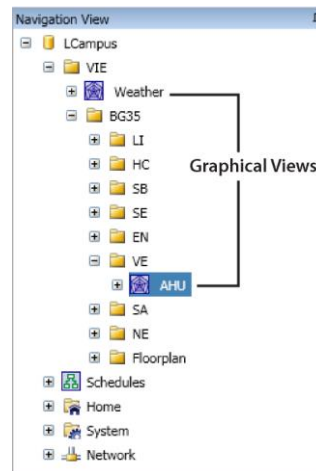 Navigation View
LCampus
VIE
Weather
BG35
LI
HC
Graphical Views
SB
SE
EN
VE
AHU
SA
NE
Floorplan
Schedules
Home
System
Network